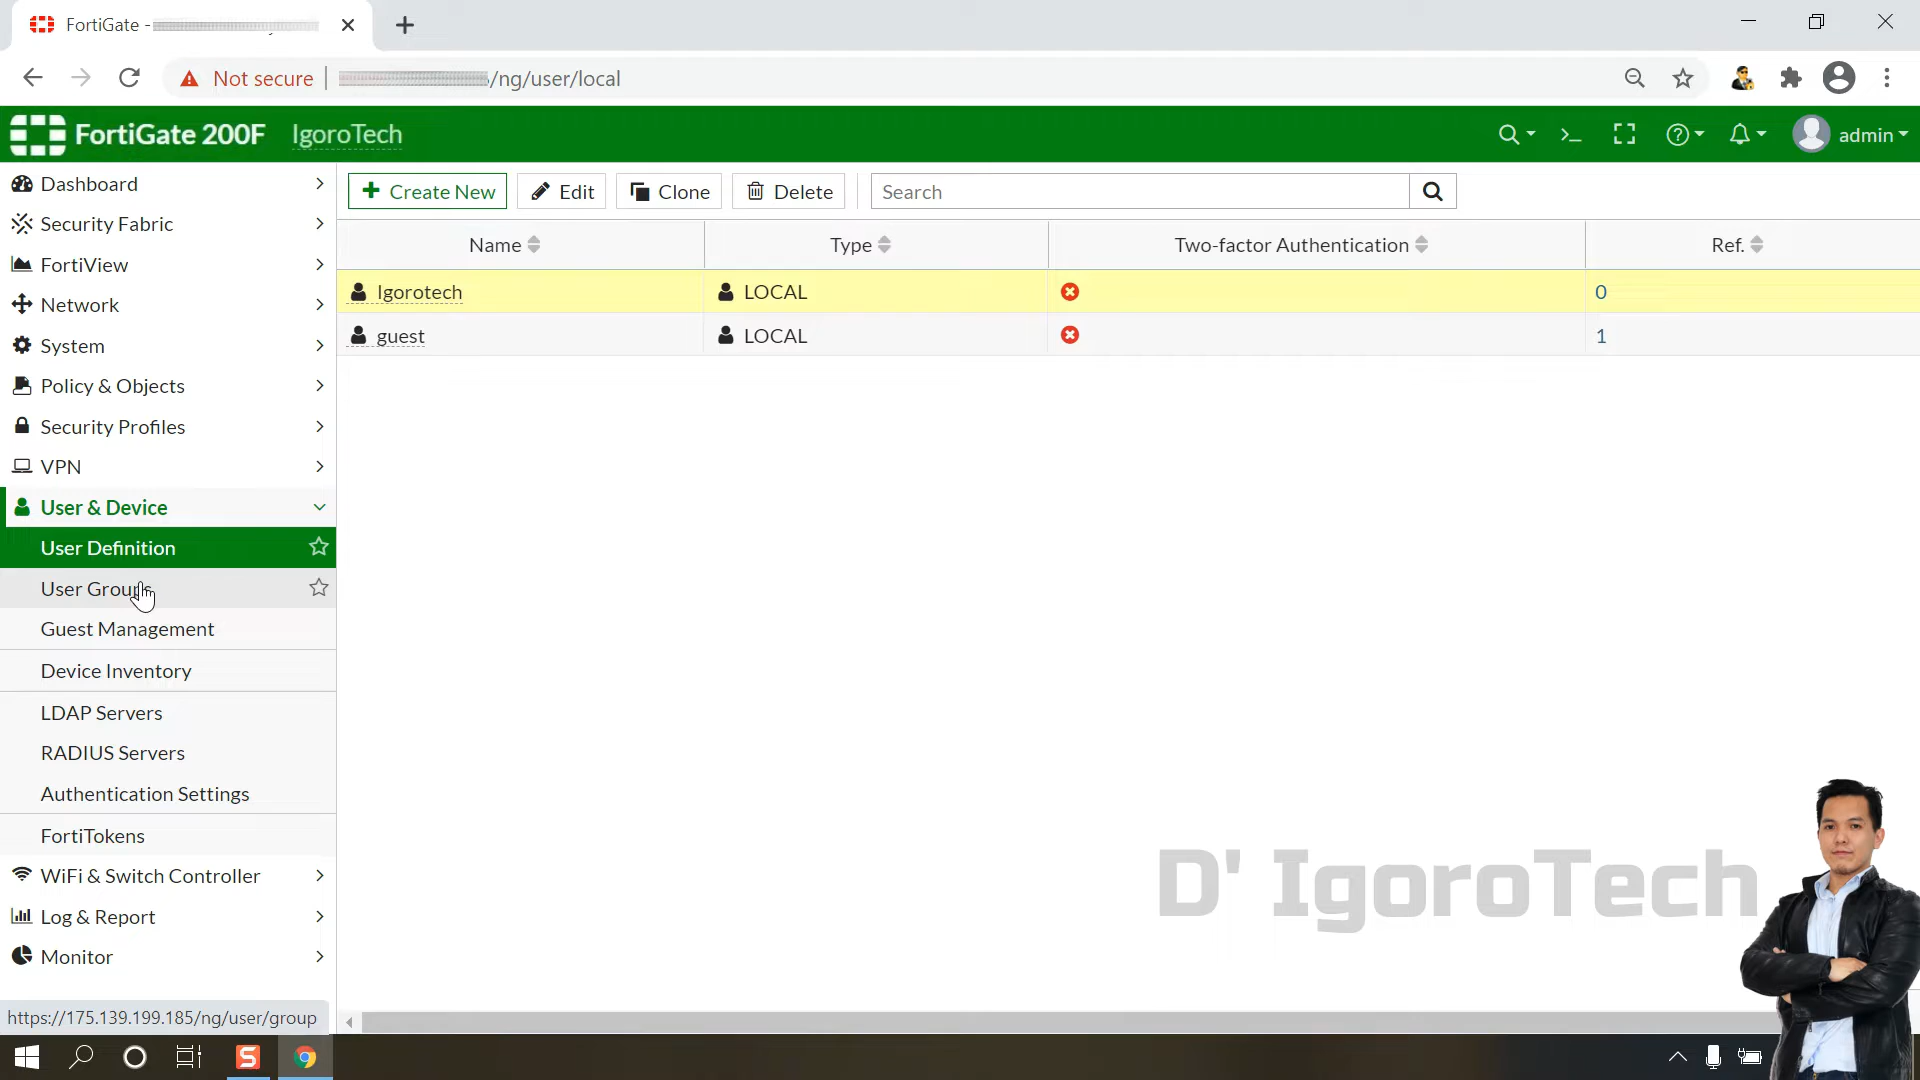 FortiGate -
Not secure
/ng/user/local
FortiGate 200F
IgoroTech
admin
Dashboard
Security Fabric
FortiView
Network
System
Policy & Objects
Security Profiles
VPN
User & Device
User Definition
User Groups
Guest Management
Device Inventory
LDAP Servers
RADIUS Servers
Authentication Settings
FortiTokens
WiFi & Switch Controller
Log & Report
Monitor
https://175.139.199.185/ng/user/group
Create New
Edit
Clone
Delete
Search
Name Type Two-factor Authentication Ref.
Igorotech LOCAL 0
guest LOCAL 1
D' IgoroTech